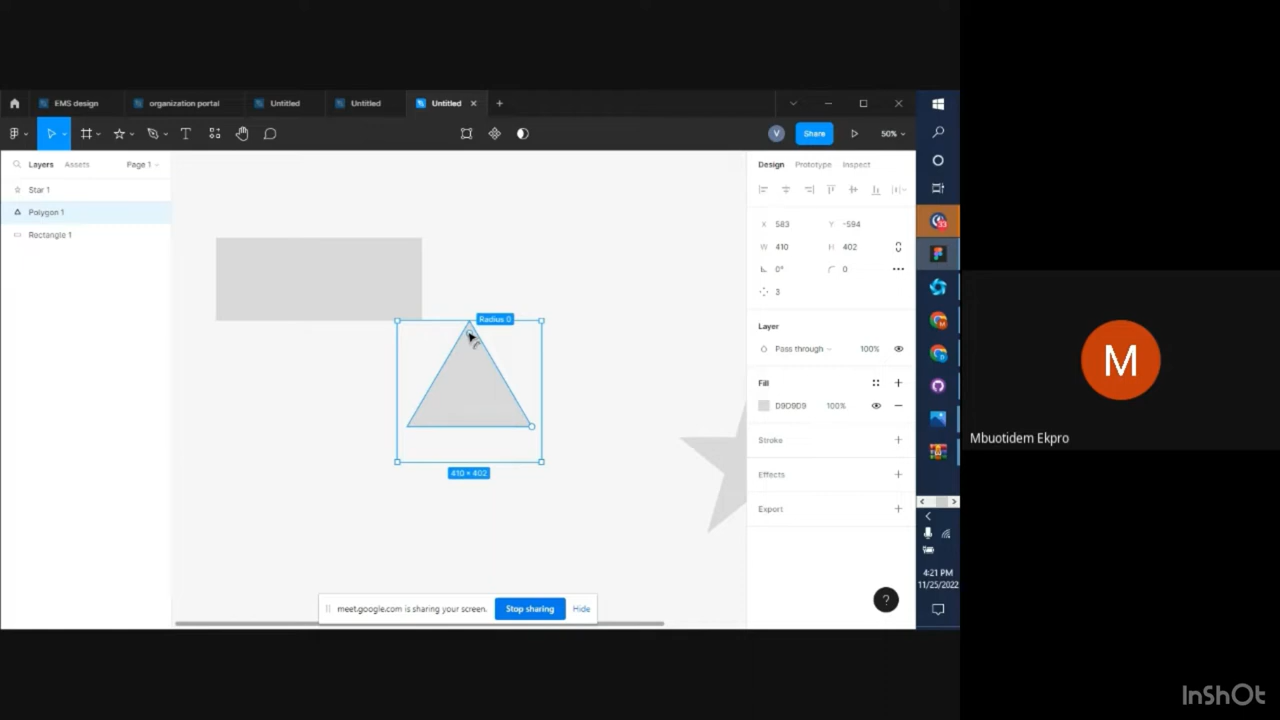 EMS design
organization portal
Untitled
Untitled
Untitled
V
Share
50%
Layers
Assets
Page 1
Star 1
Polygon 1
Rectangle 1
Radius 0
410 × 402
Design
Prototype
Inspect
X 583 Y -594
W 410 H 402
0° 0
3
Layer
Pass through 100%
Fill
D9D9D9 100%
Stroke
Effects
Export
?
meet.google.com is sharing your screen.
Stop sharing
Hide
4:21 PM
11/25/2022
M
Mbuotidem Ekpro
InShOt